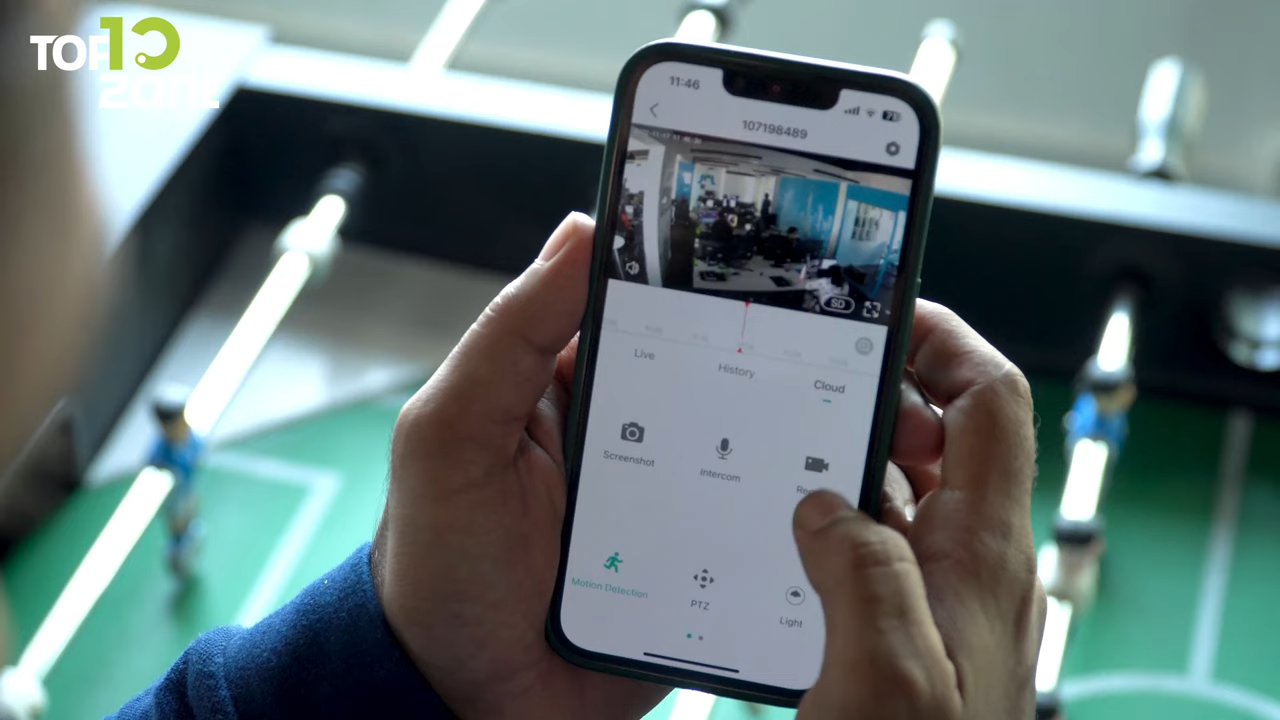 TOP10
ZONE
11:46
107198489
SD
Live
History
Cloud
Screenshot
Intercom
Motion Detection
PTZ
Light